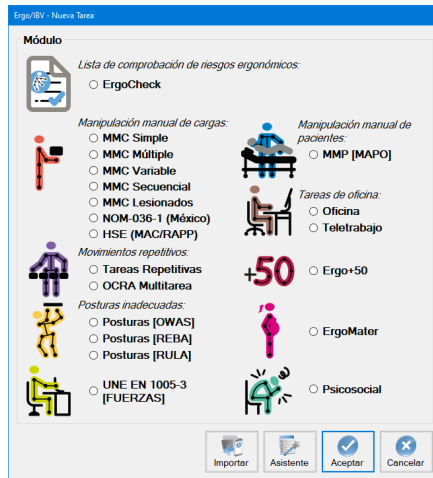 Ergo/IBV - Nueva Tarea
Módulo
Lista de comprobación de riesgos ergonómicos:
ErgoCheck
Manipulación manual de cargas:
MMC Simple
MMC Múltiple
MMC Variable
MMC Secuencial
MMC Lesionados
NOM-036-1 (México)
HSE (MAC/RAPP)
Movimientos repetitivos:
Tareas Repetitivas
OCRA Multitarea
Posturas inadecuadas:
Posturas [OWAS]
Posturas [REBA]
Posturas [RULA]
UNE EN 1005-3
[FUERZAS]
Manipulación manual de
pacientes:
MMP [MAPO]
Tareas de oficina:
Oficina
Teletrabajo
+50
Ergo+50
ErgoMater
Psicosocial
Importar
Asistente
Aceptar
Cancelar